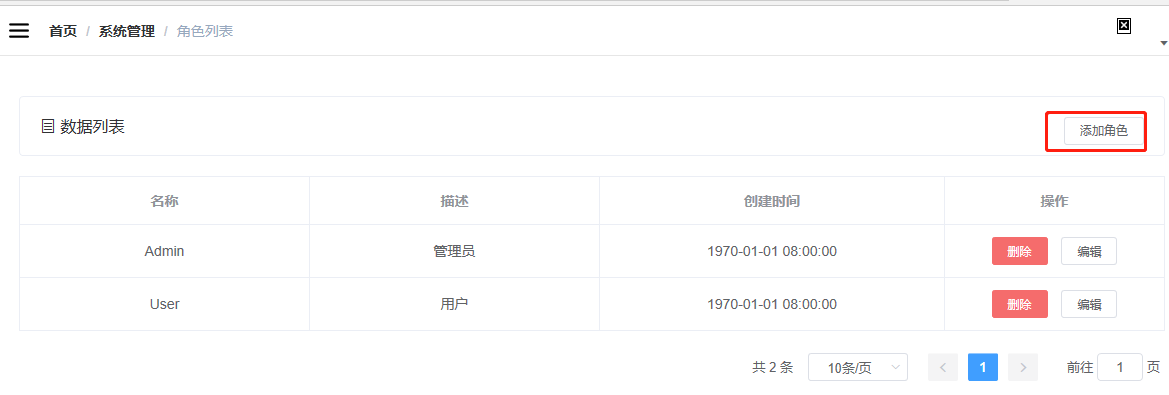 首页 / 系统管理 / 角色列表
数据列表
添加角色
名称 描述 创建时间 操作
Admin 管理员 1970-01-01 08:00:00 删除 编辑
User 用户 1970-01-01 08:00:00 删除 编辑
共 2 条 10条/页 1 前往 1 页